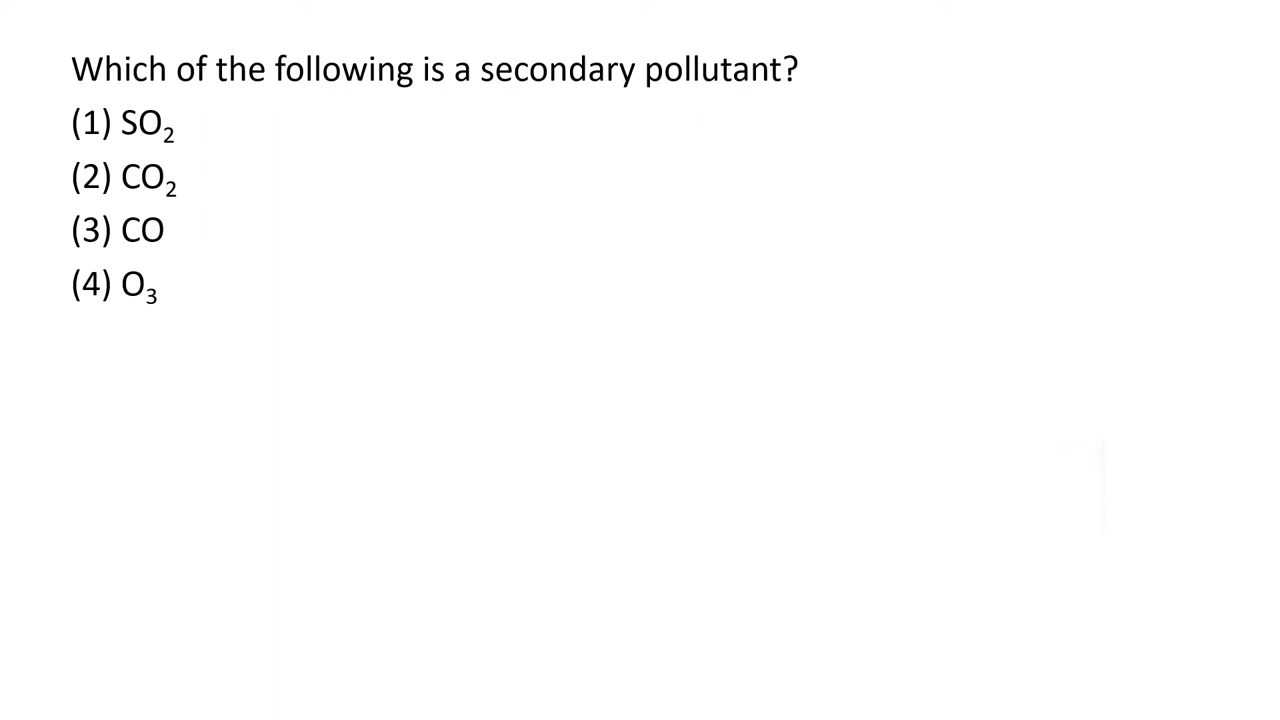 Which of the following is a secondary pollutant?
(1) SO₂
(2) CO₂
(3) CO
(4) O₃